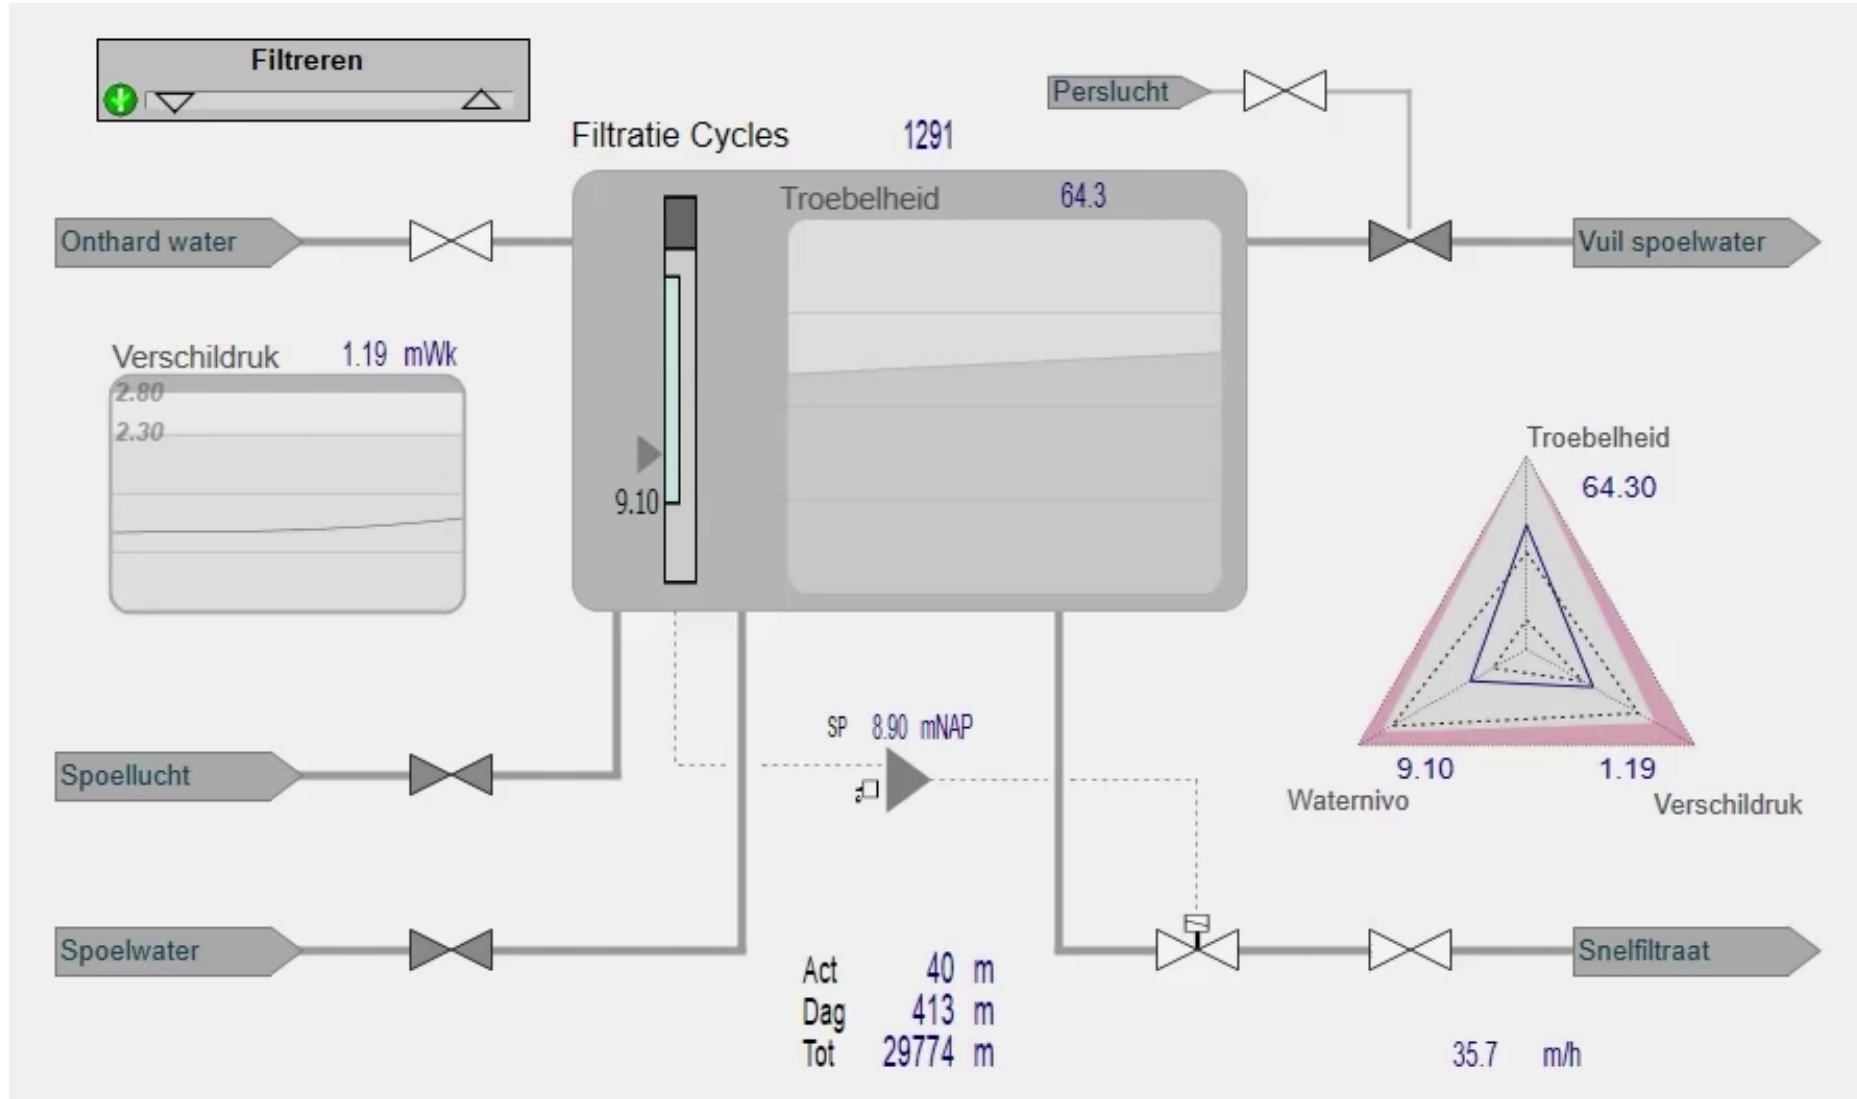 Filtreren
Perslucht
Filtratie Cycles 1291
Troebelheid 64.3
Onthard water
Vuil spoelwater
Verschildruk 1.19 mWk
2.80
2.30
9.10
Troebelheid
64.30
9.10 1.19
Waternivo
Verschildruk
SP 8.90 mNAP
Spoellucht
Spoelwater
Snelfiltraat
Act 40 m
Dag 413 m
Tot 29774 m
35.7 m/h